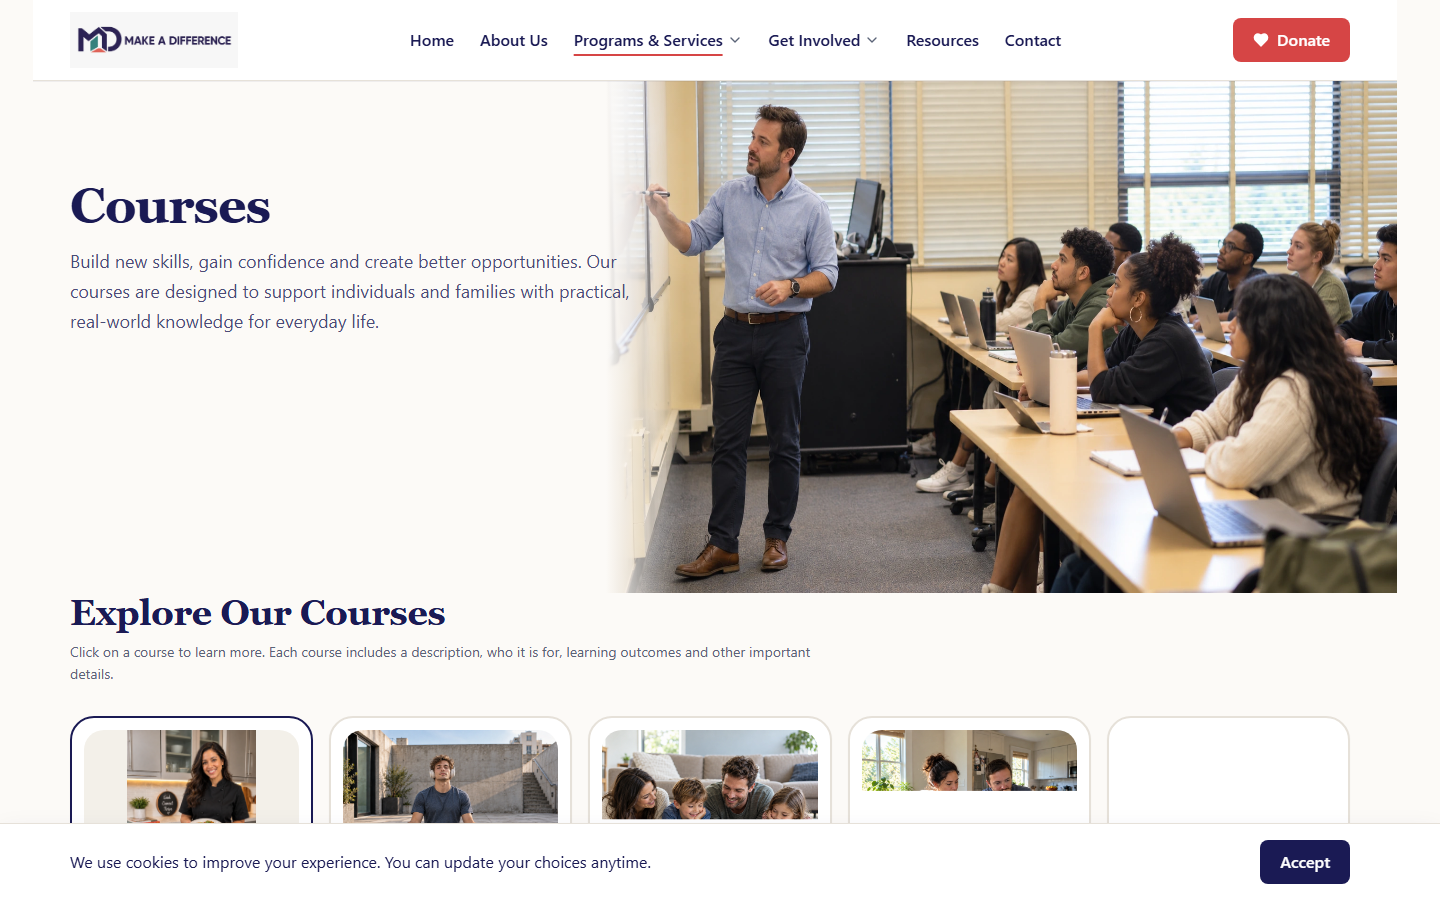 MD MAKE A DIFFERENCE
Home
About Us
Programs & Services
Get Involved
Resources
Contact
Donate
Courses
Build new skills, gain confidence and create better opportunities. Our
courses are designed to support individuals and families with practical,
real-world knowledge for everyday life.
Explore Our Courses
Click on a course to learn more. Each course includes a description, who it is for, learning outcomes and other important
details.
We use cookies to improve your experience. You can update your choices anytime.
Accept